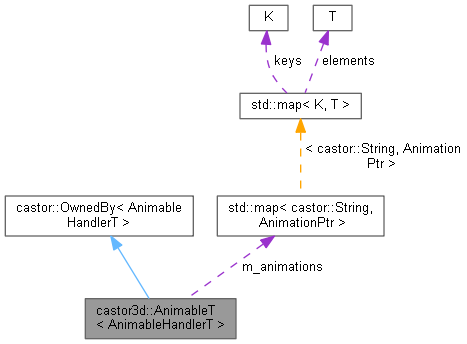 K
T
keys
elements
std::map< K, T >
< castor::String, Animation
Ptr >
castor::OwnedBy< Animable
HandlerT >
std::map< castor::String,
AnimationPtr >
m_animations
castor3d::AnimableT
< AnimableHandlerT >